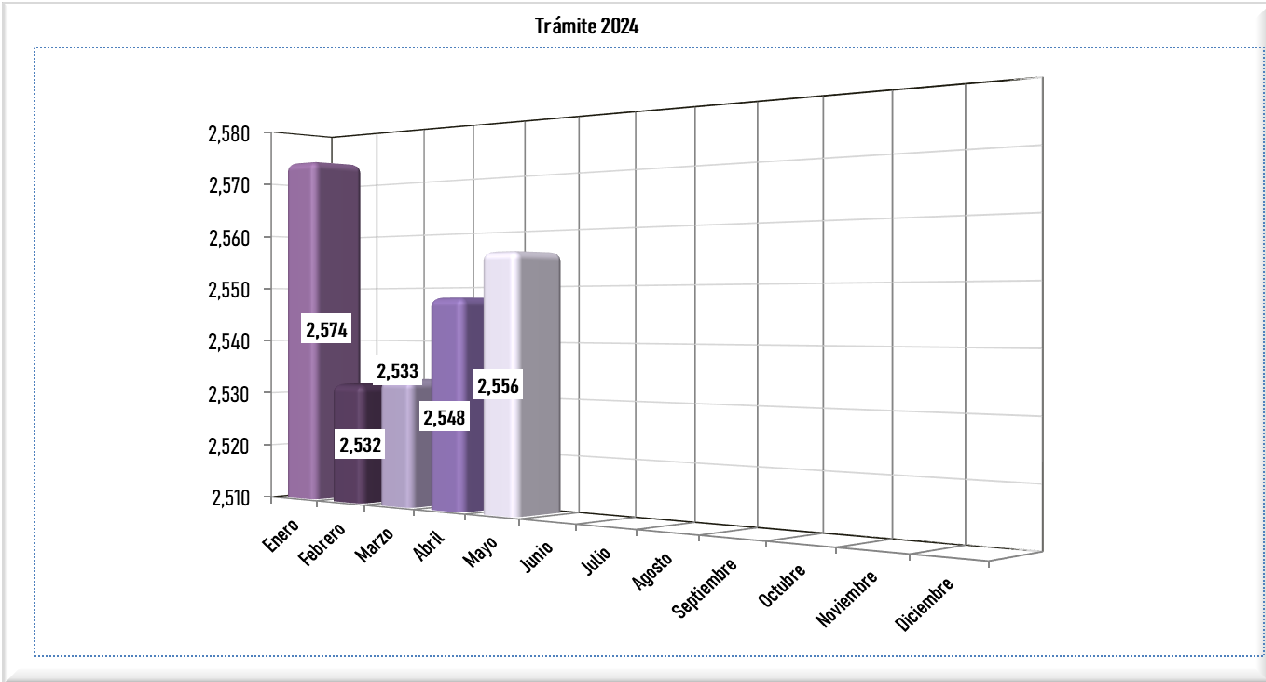 Trámite 2024
2,580
2,570
2,560
2,550
2,540
2,530
2,520
2,510
2,574
2,532
2,533
2,548
2,556
Enero
Febrero
Marzo
Abril
Mayo
Junio
Julio
Agosto
Septiembre
Octubre
Noviembre
Diciembre